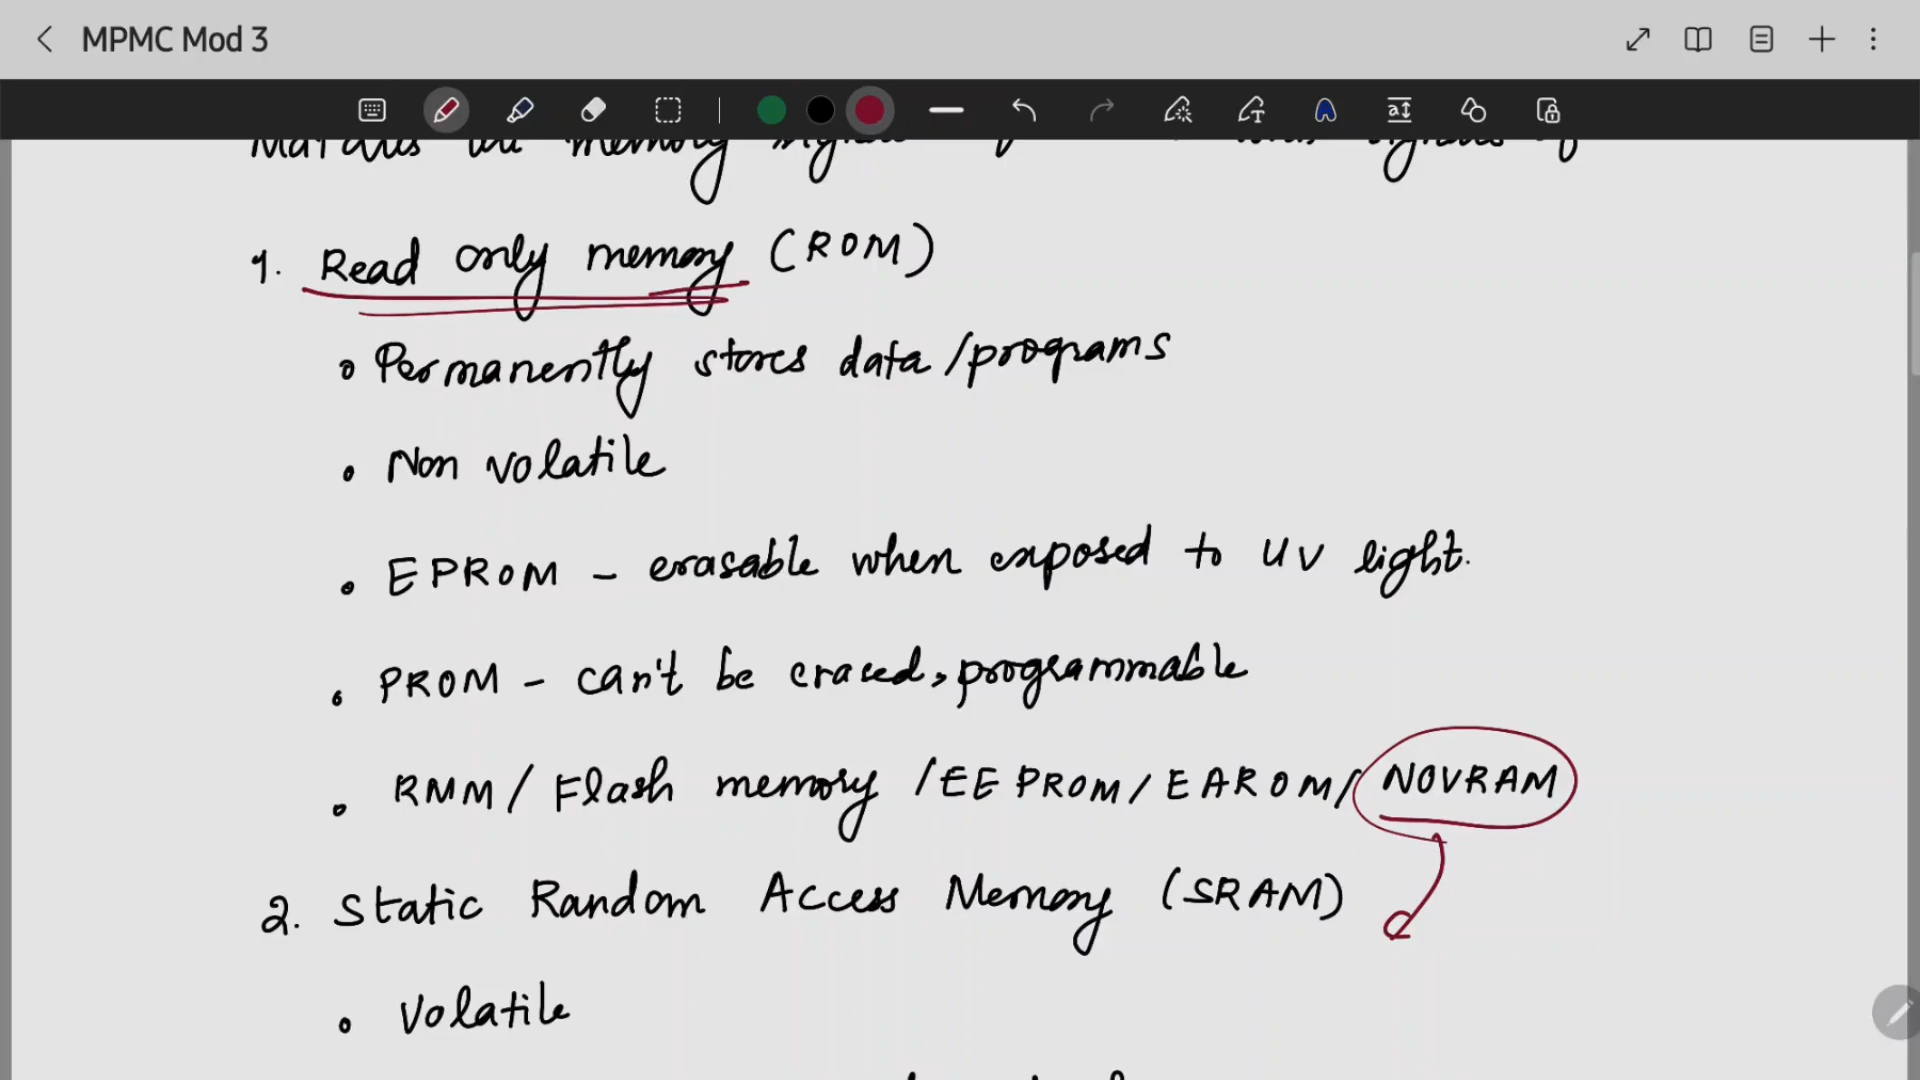 MPMC Mod 3
memory
1. Read only memory (ROM)
• Permanently stores data/programs
• Non volatile
• EPROM - erasable when exposed to UV light.
• PROM - can't be erased, programmable
• RMM/Flash memory/EEPROM/EAROM/NOVRAM
2. Static Random Access Memory (SRAM)
• Volatile